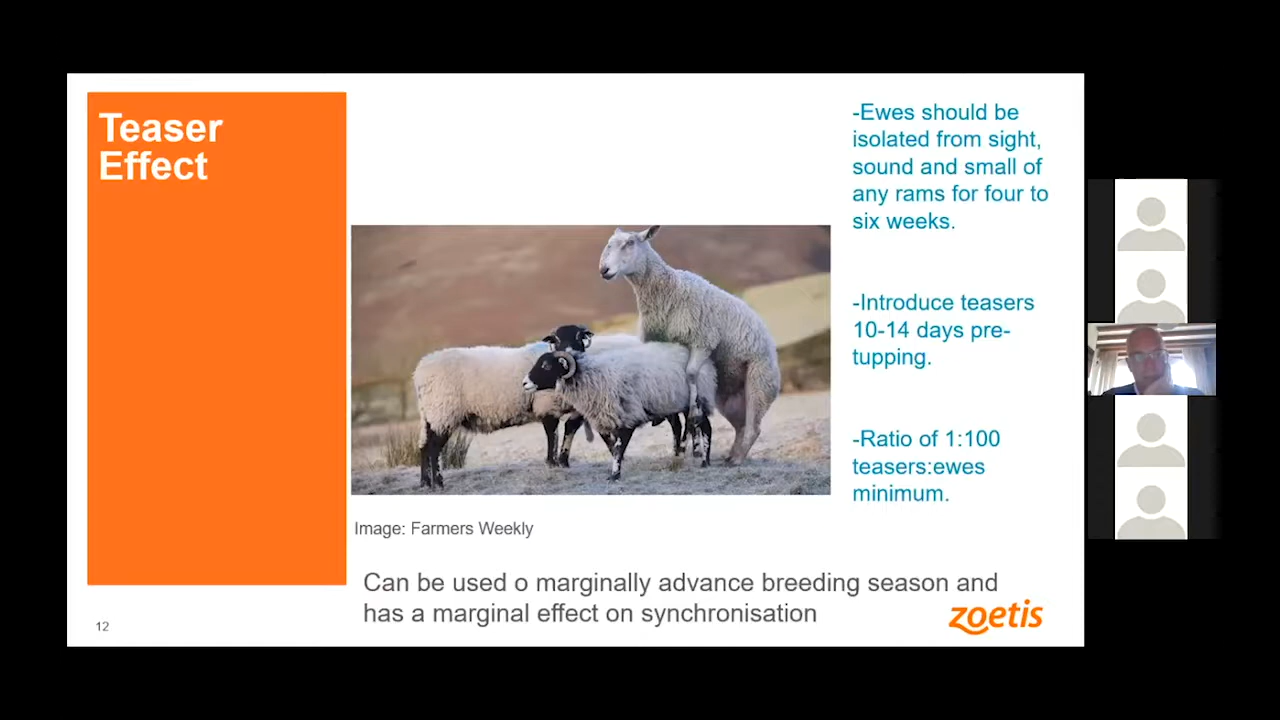 Teaser
Effect
-Ewes should be
isolated from sight,
sound and small of
any rams for four to
six weeks.
-Introduce teasers
10-14 days pre-
tupping.
-Ratio of 1:100
teasers:ewes
minimum.
Image: Farmers Weekly
Can be used o marginally advance breeding season and
has a marginal effect on synchronisation
12
zoetis